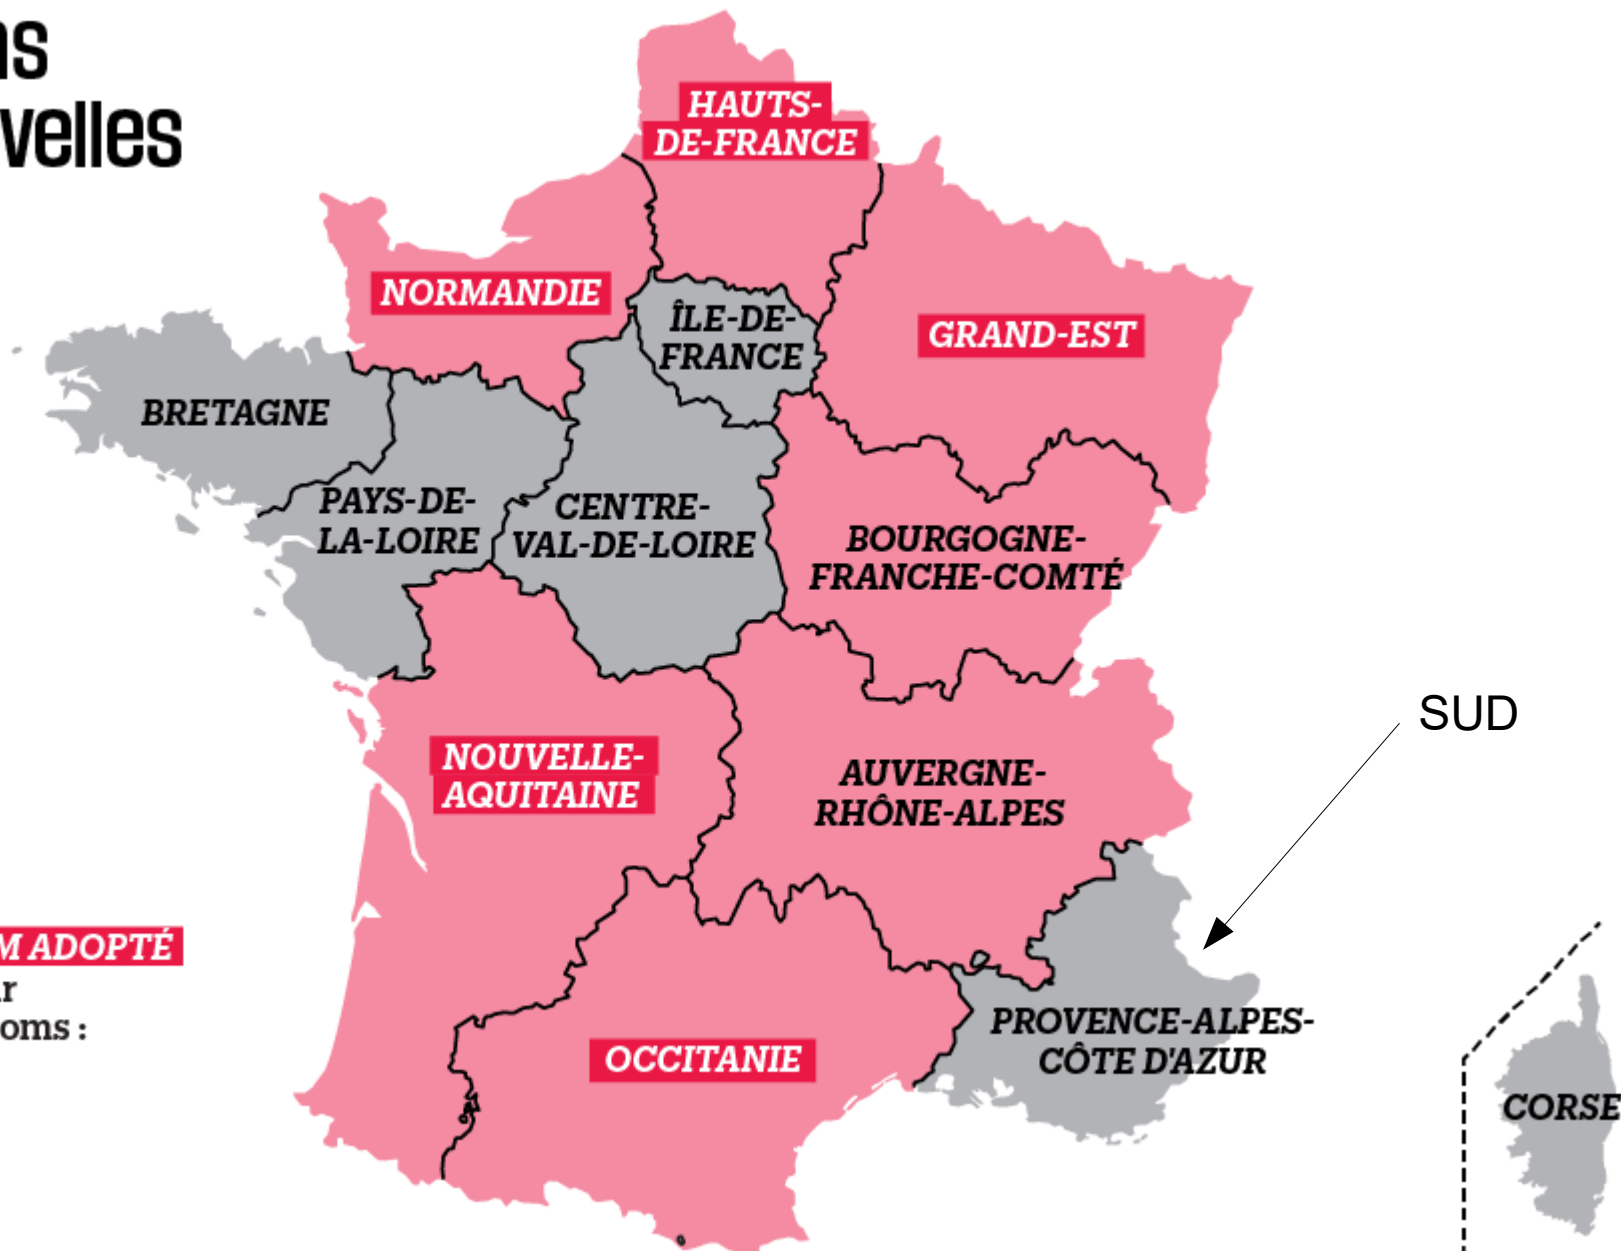 ns
velles
HAUTS-
DE-FRANCE
NORMANDIE
ÎLE-DE-
FRANCE
GRAND-EST
BRETAGNE
PAYS-DE-
LA-LOIRE
CENTRE-
VAL-DE-LOIRE
BOURGOGNE-
FRANCHE-COMTÉ
SUD
NOUVELLE-
AQUITAINE
AUVERGNE-
RHÔNE-ALPES
M ADOPTÉ
r
oms :
OCCITANIE
PROVENCE-ALPES-
CÔTE D'AZUR
CORSE